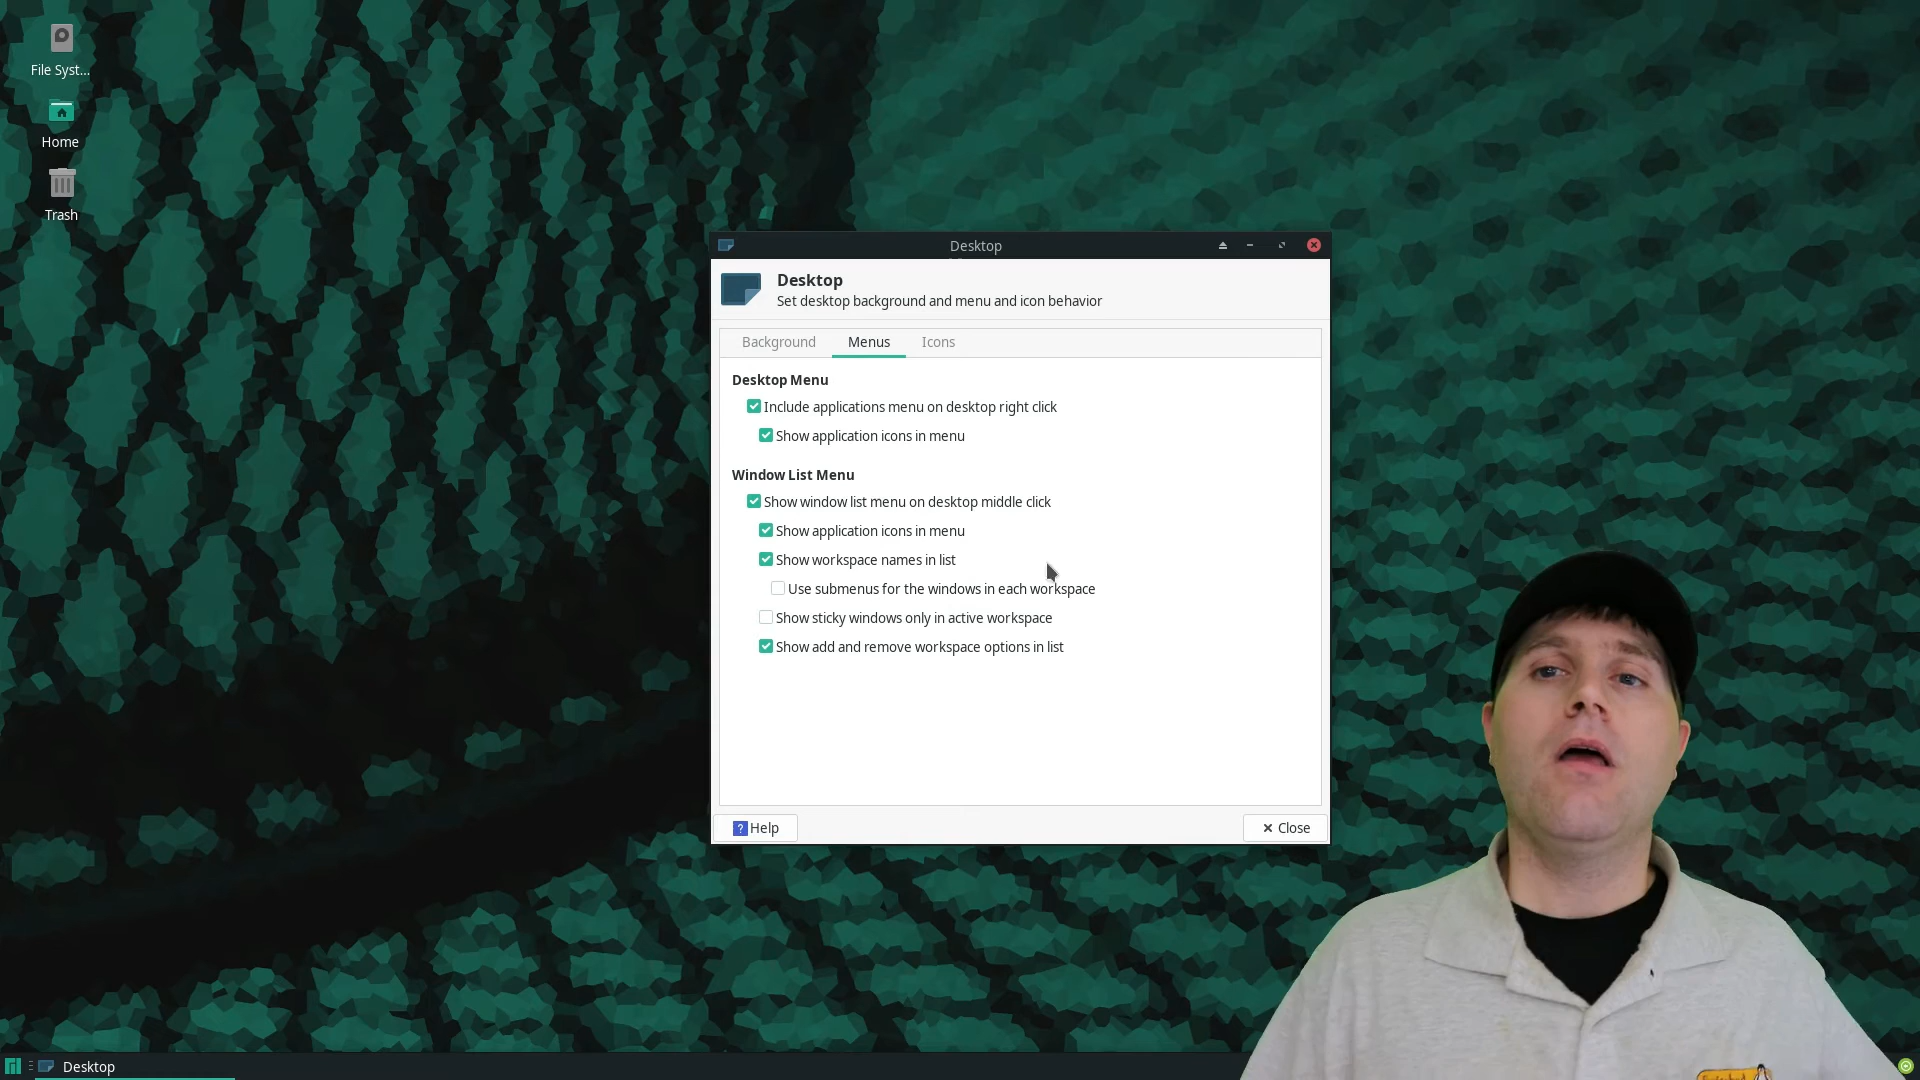 File Syst...
Home
Trash
Desktop
Desktop
Set desktop background and menu and icon behavior
Background Menus Icons
Desktop Menu
Include applications menu on desktop right click
Show application icons in menu
Window List Menu
Show window list menu on desktop middle click
Show application icons in menu
Show workspace names in list
Use submenus for the windows in each workspace
Show sticky windows only in active workspace
Show add and remove workspace options in list
? Help
Close
Desktop